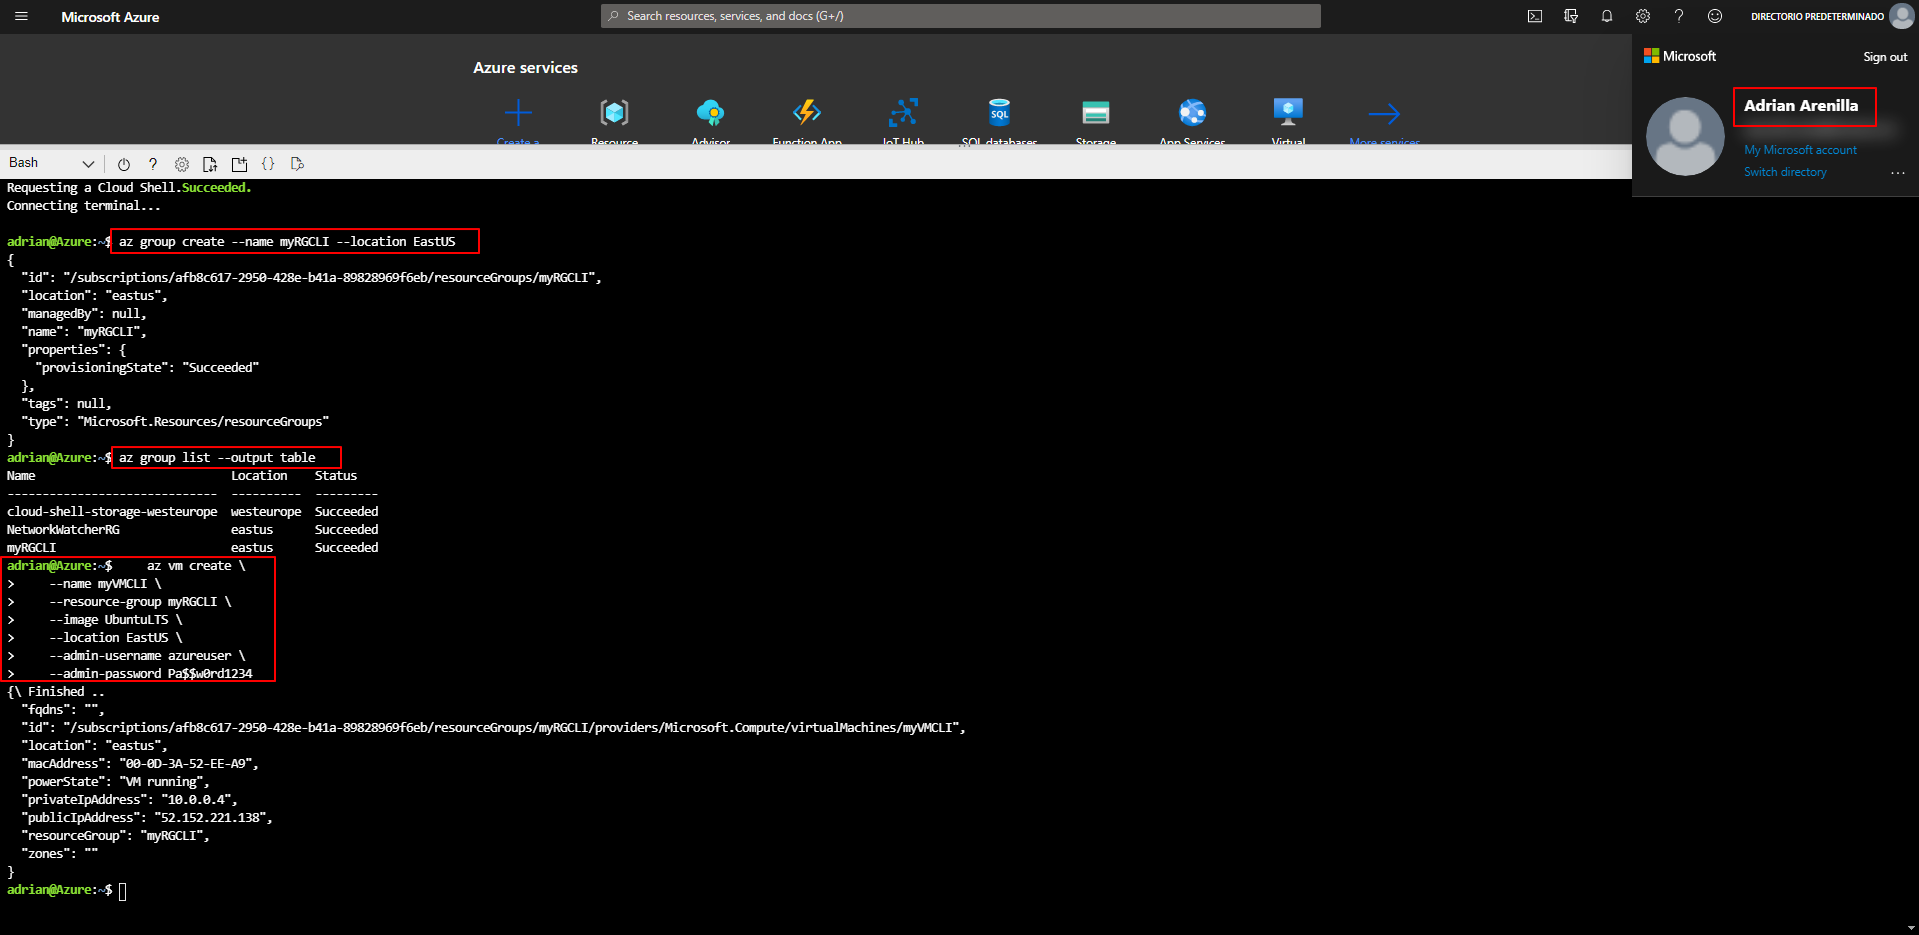 Microsoft Azure
Search resources, services, and docs (G+/)
DIRECTORIO PREDETERMINADO
Microsoft
Sign out
Adrian Arenilla
My Microsoft account
Switch directory
...
Azure services
Create a
Resource
Advisor
Function App
IoT Hub
SQL databases
Storage
App Services
Virtual
More services
Bash
Requesting a Cloud Shell.Succeeded.
Connecting terminal...
adrian@Azure:~$ az group create --name myRGCLI --location EastUS
{
  "id": "/subscriptions/afb8c617-2950-428e-b41a-89828969f6eb/resourceGroups/myRGCLI",
  "location": "eastus",
  "managedBy": null,
  "name": "myRGCLI",
  "properties": {
    "provisioningState": "Succeeded"
  },
  "tags": null,
  "type": "Microsoft.Resources/resourceGroups"
}
adrian@Azure:~$ az group list --output table
Name                            Location    Status
------------------------------  ----------  ---------
cloud-shell-storage-westeurope  westeurope  Succeeded
NetworkWatcherRG                eastus      Succeeded
myRGCLI                         eastus      Succeeded
adrian@Azure:~$     az vm create \
>     --name myVMCLI \
>     --resource-group myRGCLI \
>     --image UbuntuLTS \
>     --location EastUS \
>     --admin-username azureuser \
>     --admin-password Pa$$w0rd1234
{\ Finished ..
  "fqdns": "",
  "id": "/subscriptions/afb8c617-2950-428e-b41a-89828969f6eb/resourceGroups/myRGCLI/providers/Microsoft.Compute/virtualMachines/myVMCLI",
  "location": "eastus",
  "macAddress": "00-0D-3A-52-EE-A9",
  "powerState": "VM running",
  "privateIpAddress": "10.0.0.4",
  "publicIpAddress": "52.152.221.138",
  "resourceGroup": "myRGCLI",
  "zones": ""
}
adrian@Azure:~$